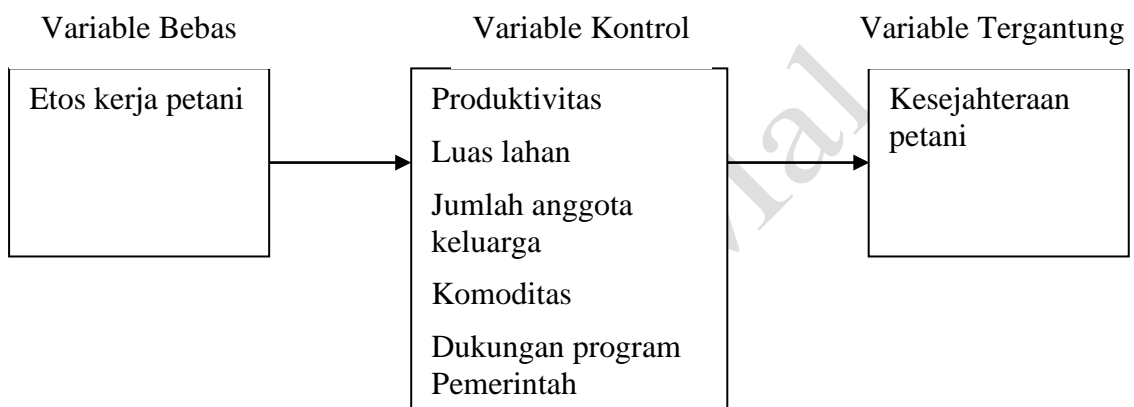 Variable Bebas
Variable Kontrol
Variable Tergantung
Etos kerja petani
Produktivitas
Luas lahan
Jumlah anggota
keluarga
Komoditas
Dukungan program
Pemerintah
Kesejahteraan
petani